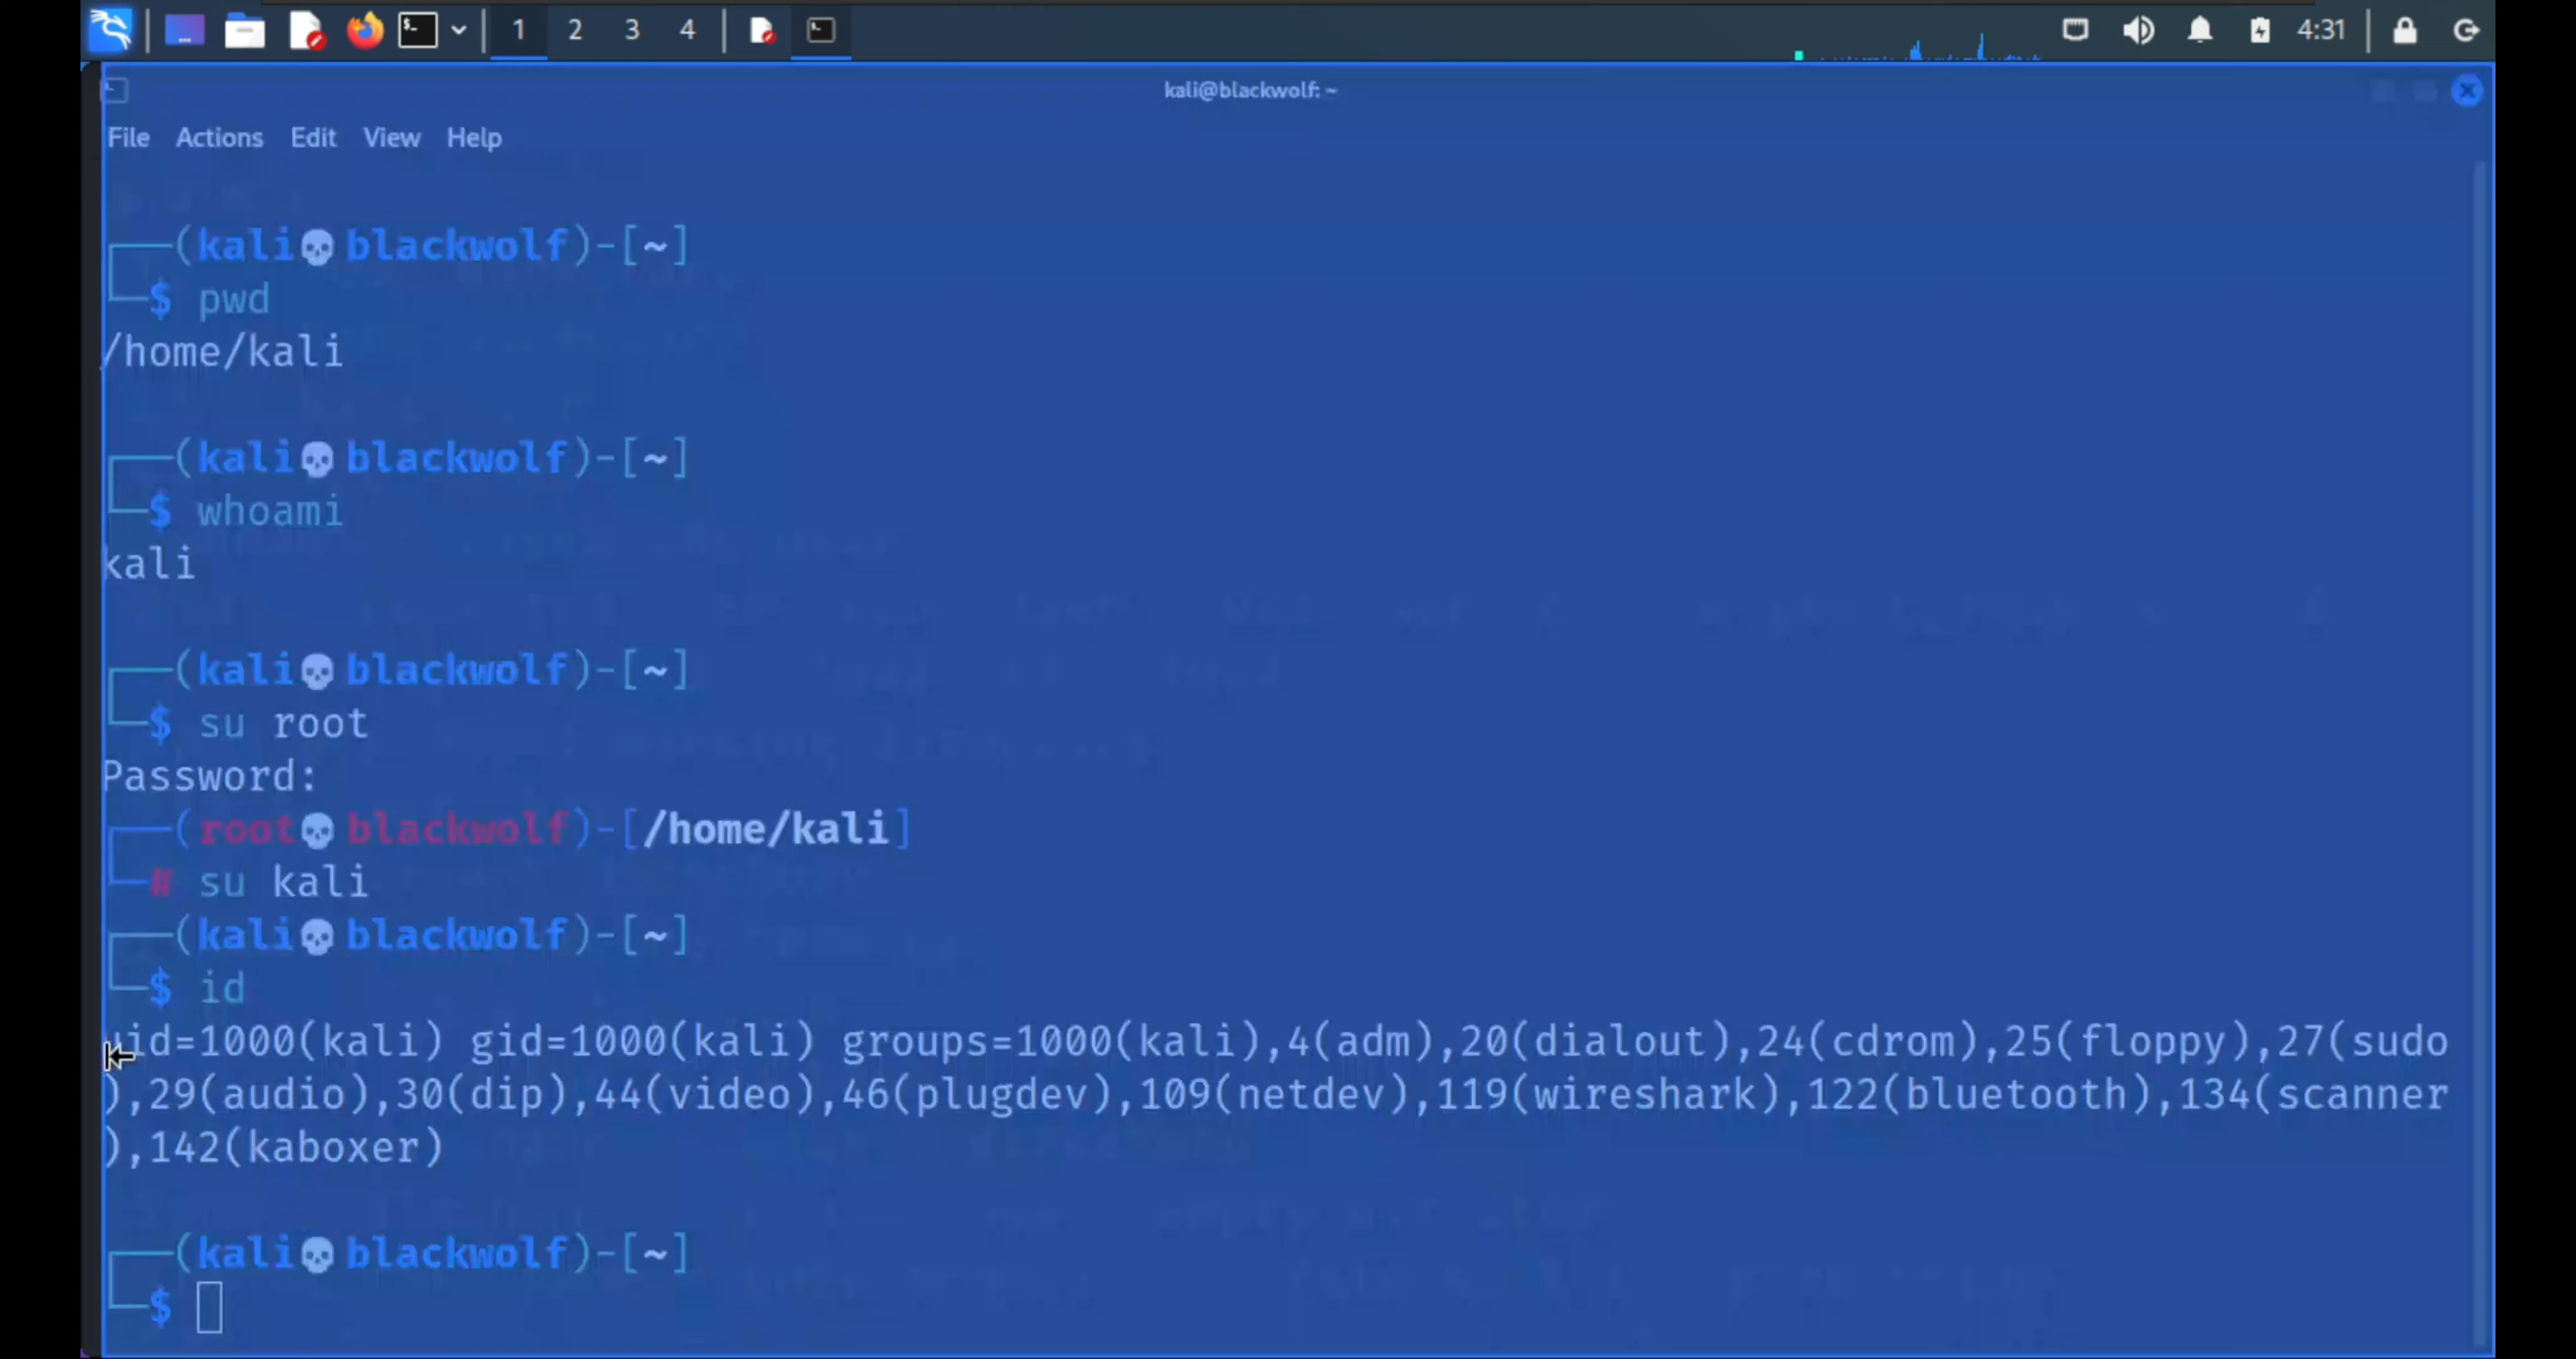 1 2 3 4 4:31
kali@blackwolf: ~
File Actions Edit View Help
┌──(kali💀blackwolf)-[~]
└─$ pwd
/home/kali
┌──(kali💀blackwolf)-[~]
└─$ whoami
kali
┌──(kali💀blackwolf)-[~]
└─$ su root
Password:
┌──(root💀blackwolf)-[/home/kali]
└─# su kali
┌──(kali💀blackwolf)-[~]
└─$ id
uid=1000(kali) gid=1000(kali) groups=1000(kali),4(adm),20(dialout),24(cdrom),25(floppy),27(sudo
),29(audio),30(dip),44(video),46(plugdev),109(netdev),119(wireshark),122(bluetooth),134(scanner
),142(kaboxer)
┌──(kali💀blackwolf)-[~]
└─$